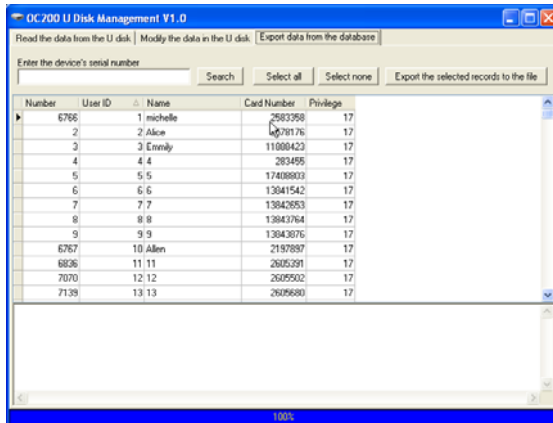 OC200 U Disk Management V1.0
Read the data from the U disk Modify the data in the U disk Export data from the database
Enter the device's serial number
Search Select all Select none Export the selected records to the file
Number User ID Name Card Number Privilege
6766 1 michelle 2583358 17
2 2 Alice 17
3 3 Emmily 11888423 17
4 4 4 283455 17
5 5 5 17408803 17
6 6 6 13841542 17
7 7 7 13842653 17
8 8 8 13843764 17
9 9 9 13843876 17
6767 10 Allen 2197897 17
6836 11 11 2605391 17
7070 12 12 2605502 17
7139 13 13 2605680 17
100%